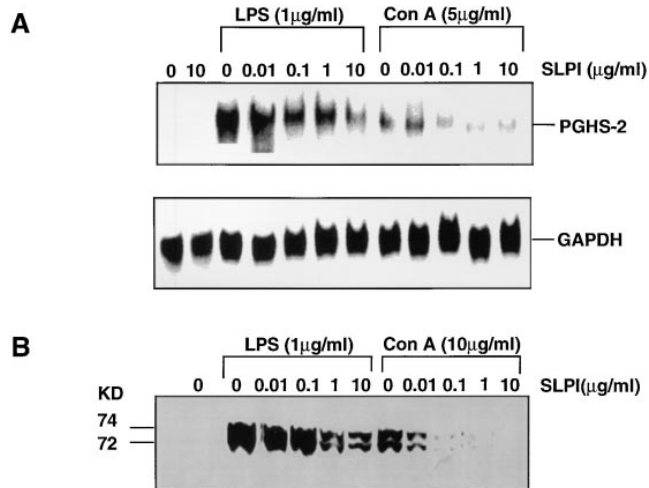 A
LPS (1μg/ml) Con A (5μg/ml)
0 10 0 0.01 0.1 1 10 0 0.01 0.1 1 10 SLPI (μg/ml)
PGHS-2
GAPDH
B
LPS (1μg/ml) Con A (10μg/ml)
0 0 0.01 0.1 1 10 0 0.01 0.1 1 10 SLPI(μg/ml)
KD
74
72